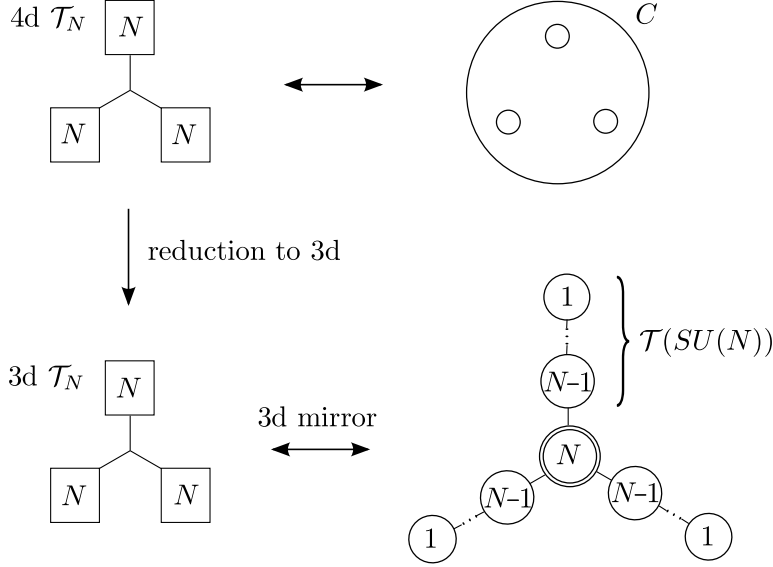 4d 𝒯_N
N
C
N
N
reduction to 3d
1
𝒯(SU(N))
3d 𝒯_N
N
N–1
3d mirror
N
N
N
N–1
N–1
1
1